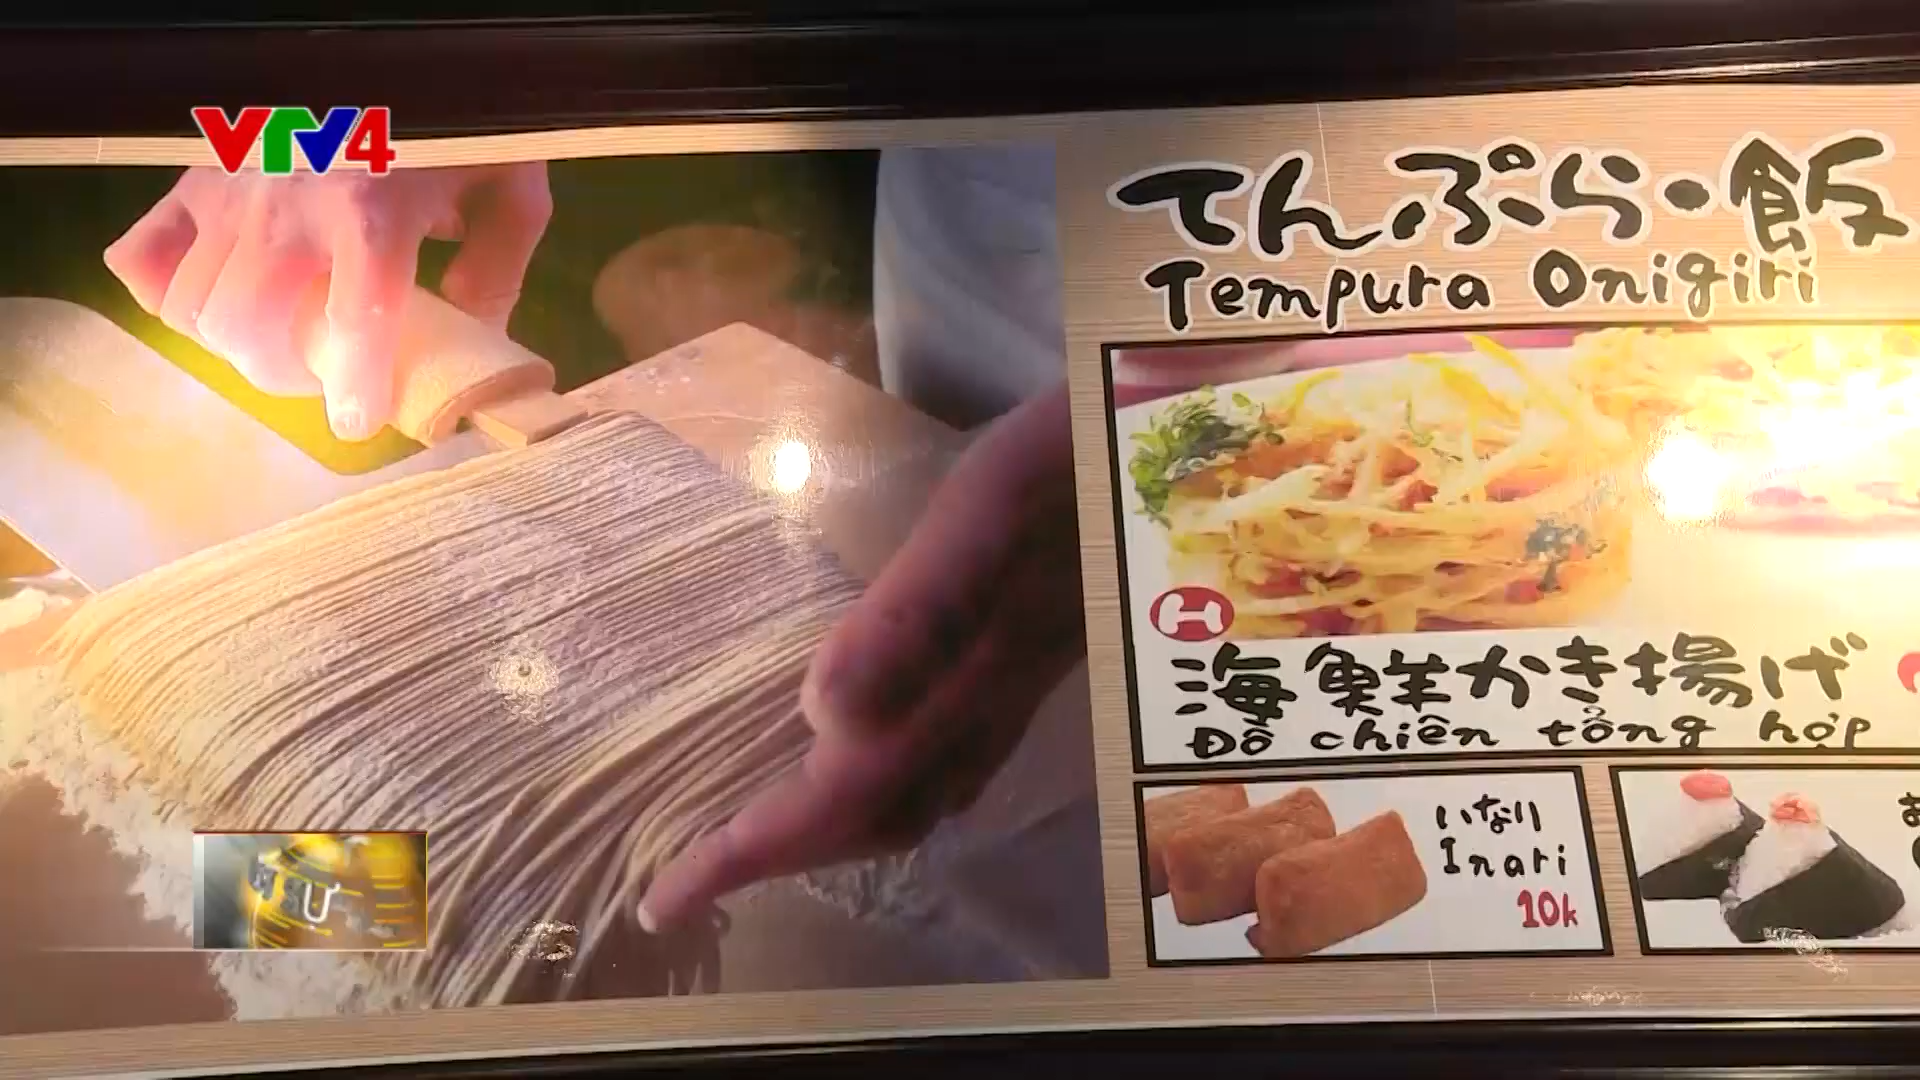 VTV4
てんぷら・飯
Tempura Onigiri
海鮮かき揚げ
Đồ chiên tổng hợp
いなり
Inari
10k